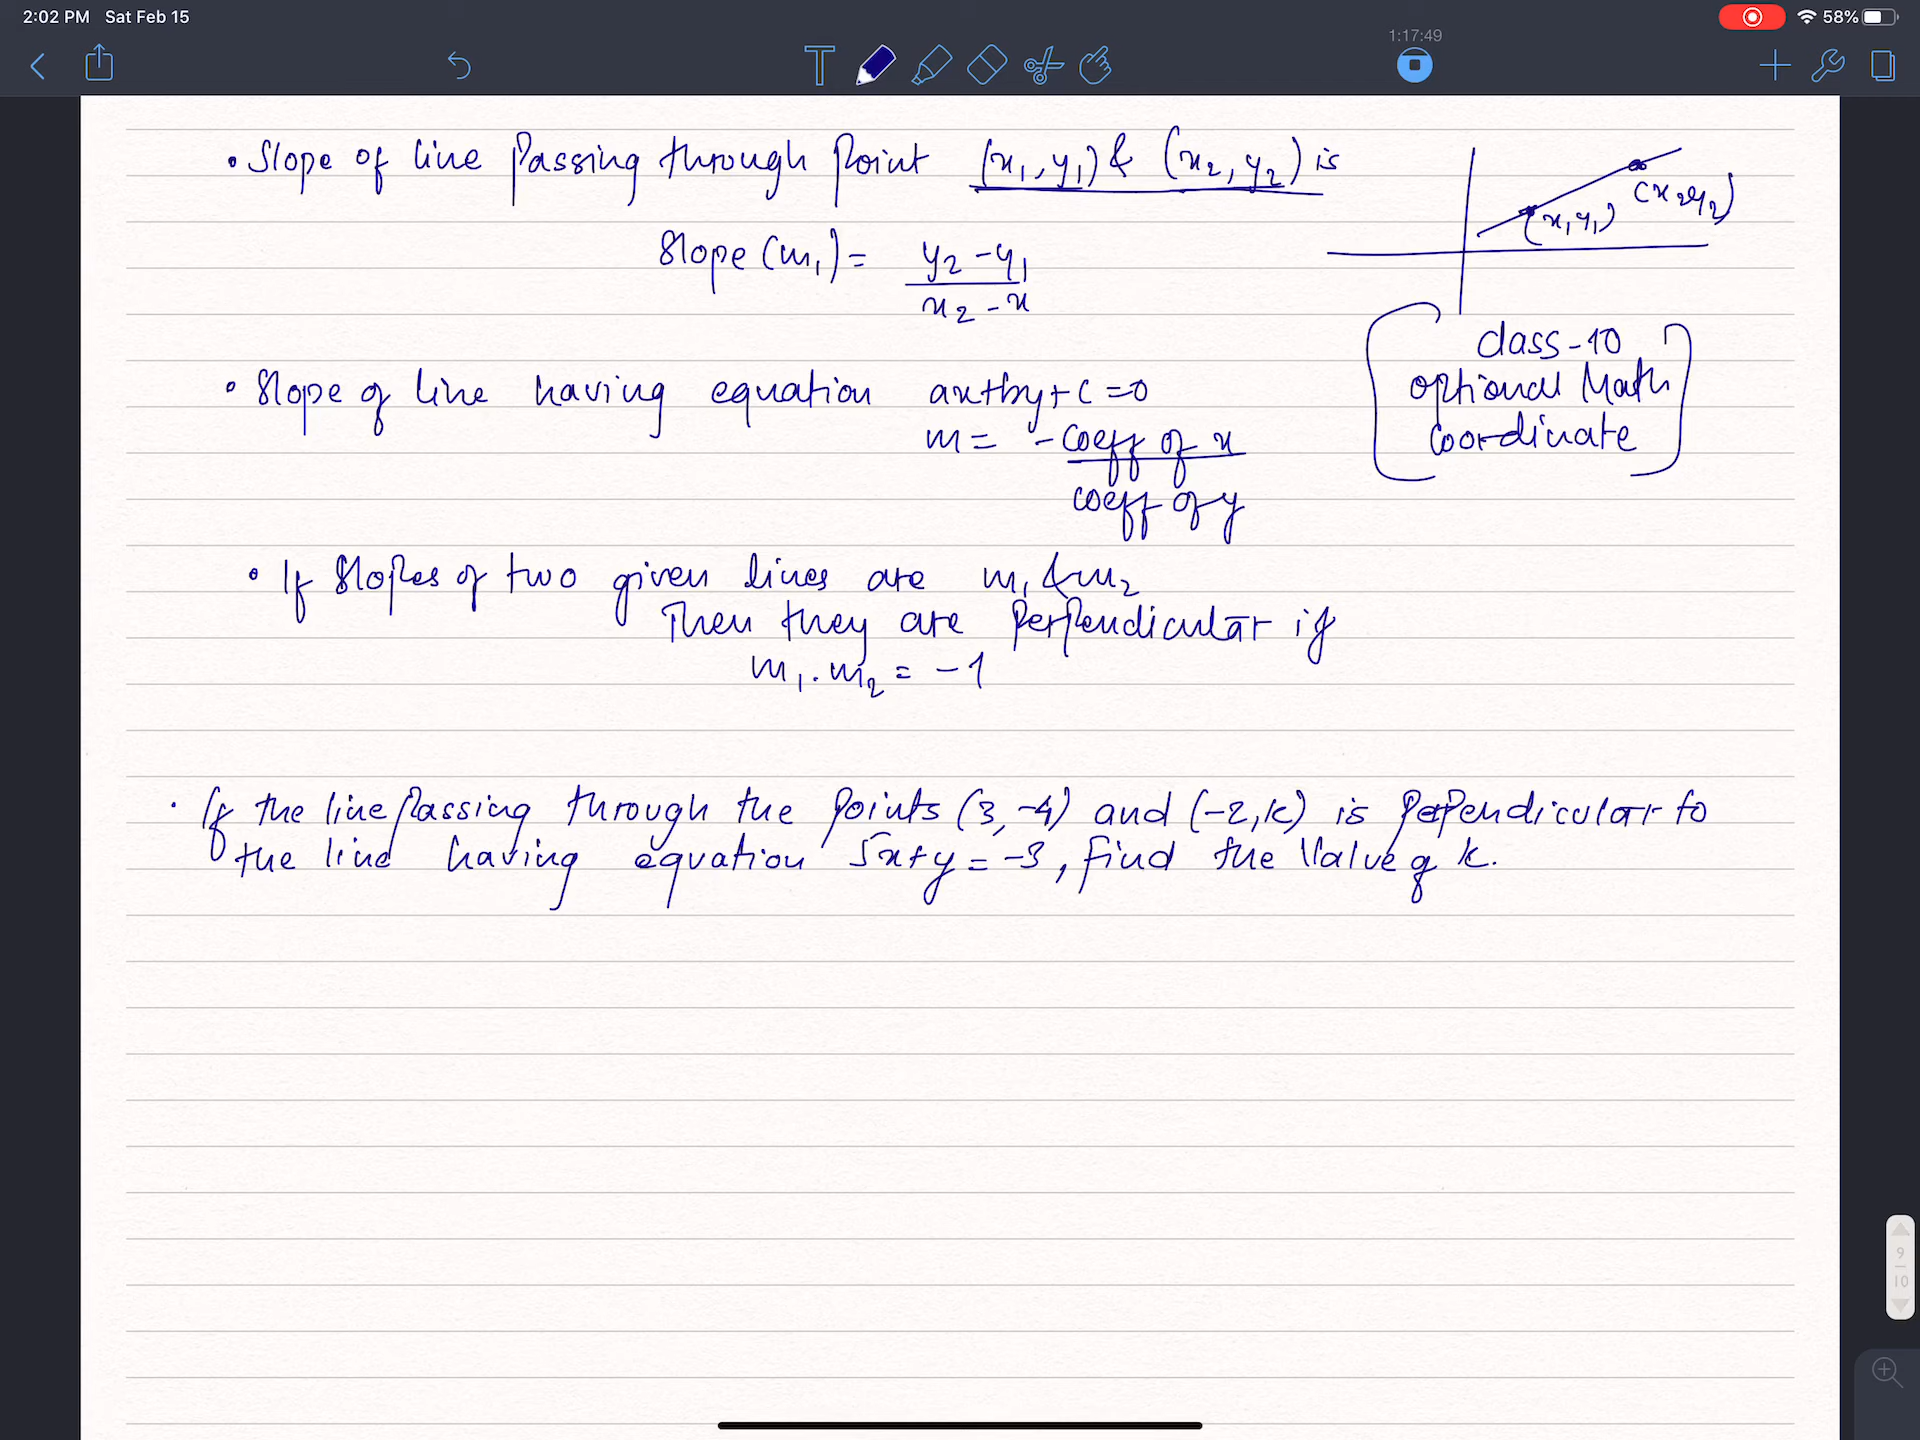 2:02 PM Sat Feb 15
58%
1:17:49
T
• Slope of line Passing through Point (x₁,y₁) & (x₂,y₂) is
(x₁y₁) (x₂y₂)
Slope (m₁) = y₂-y₁
x₂-x
class-10
optional Math
Coordinate
• Slope of line having equation ax+by+c=0
m = -coeff of x
coeff of y
• If Slopes of two given lines are m₁ & m₂
Then they are Perpendicular if
m₁.m₂ = -1
· If the line Passing through the Points (3,-4) and (-2,k) is Perpendicular to
the line having equation 5x+y=-3, find the Value of k.
9
10